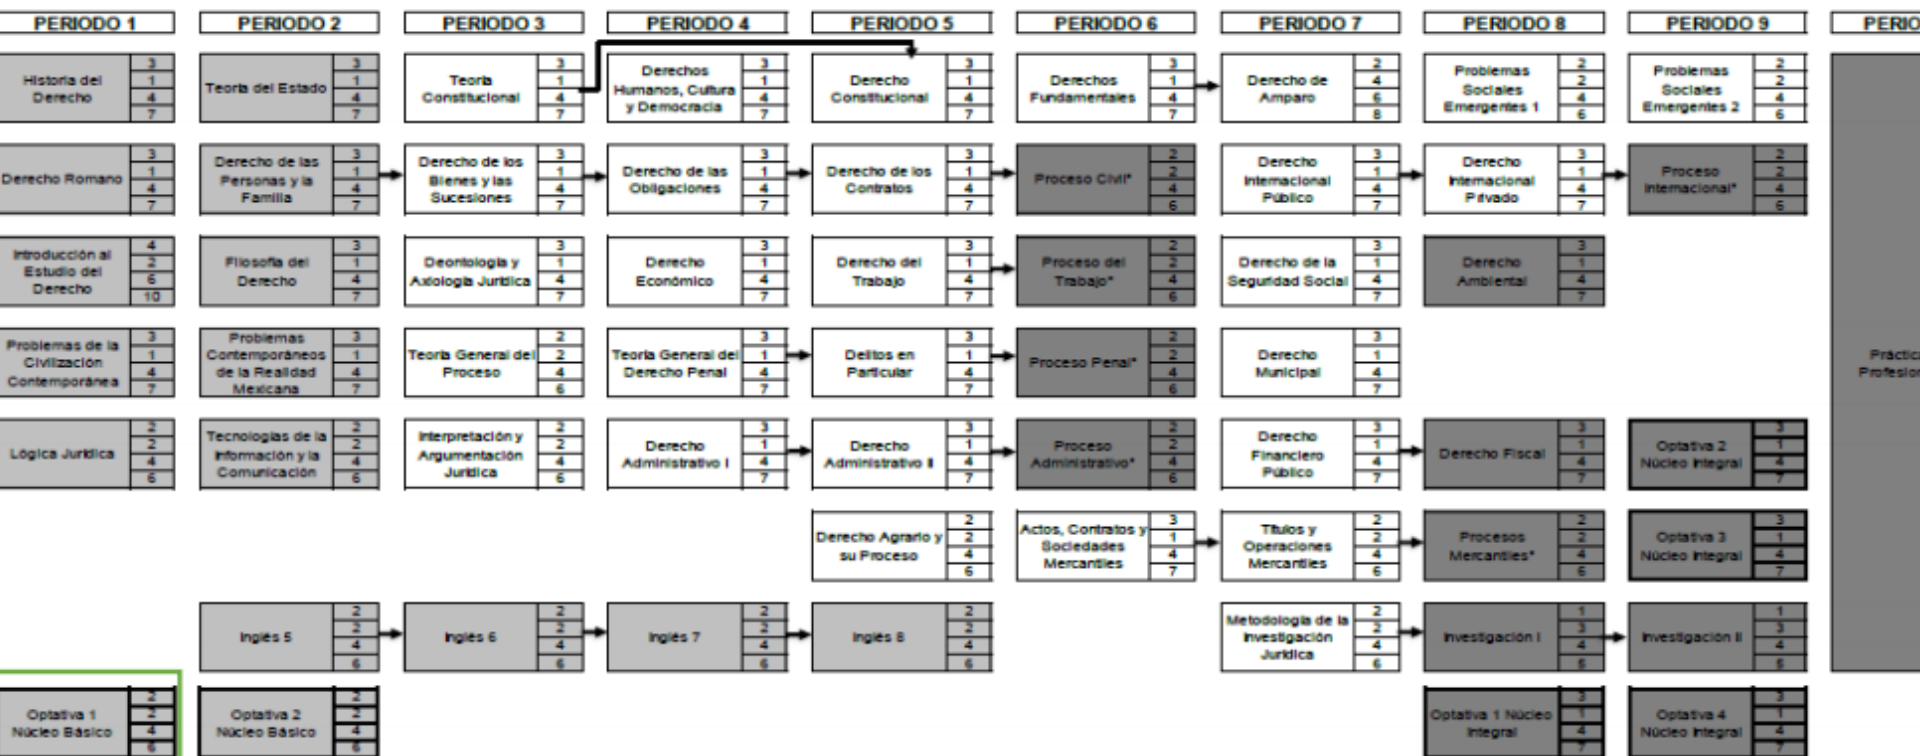 PERIODO 1
PERIODO 2
PERIODO 3
PERIODO 4
PERIODO 5
PERIODO 6
PERIODO 7
PERIODO 8
PERIODO 9
PERIO
Historia del
Derecho
3
1
4
7
Teoría del Estado
3
1
4
7
Teoría
Constitucional
3
1
4
7
Derechos
Humanos, Cultura
y Democracia
3
1
4
7
Derecho
Constitucional
3
1
4
7
Derechos
Fundamentales
3
1
4
7
Derecho de
Amparo
2
4
6
8
Problemas
Sociales
Emergentes 1
2
2
4
6
Problemas
Sociales
Emergentes 2
2
2
4
6
Derecho Romano
3
1
4
7
Derecho de las
Personas y la
Familia
3
1
4
7
Derecho de los
Bienes y las
Sucesiones
3
1
4
7
Derecho de las
Obligaciones
3
1
4
7
Derecho de los
Contratos
3
1
4
7
Proceso Civil*
2
2
4
6
Derecho
Internacional
Público
3
1
4
7
Derecho
Internacional
Privado
3
1
4
7
Proceso
Internacional*
2
2
4
6
Introducción al
Estudio del
Derecho
4
2
6
10
Filosofía del
Derecho
3
1
4
7
Deontología y
Axiología Jurídica
3
1
4
7
Derecho
Económico
3
1
4
7
Derecho del
Trabajo
3
1
4
7
Proceso del
Trabajo*
2
2
4
6
Derecho de la
Seguridad Social
3
1
4
7
Derecho
Ambiental
3
1
4
7
Problemas de la
Civilización
Contemporánea
3
1
4
7
Problemas
Contemporáneos
de la Realidad
Mexicana
3
1
4
7
Teoría General del
Proceso
2
2
4
6
Teoría General del
Derecho Penal
3
1
4
7
Delitos en
Particular
3
1
4
7
Proceso Penal*
2
2
4
6
Derecho
Municipal
3
1
4
7
Práctica
Profesion
Lógica Jurídica
2
2
4
6
Tecnologías de la
Información y la
Comunicación
2
2
4
6
Interpretación y
Argumentación
Jurídica
2
2
4
6
Derecho
Administrativo I
3
1
4
7
Derecho
Administrativo II
3
1
4
7
Proceso
Administrativo*
2
2
4
6
Derecho
Financiero
Público
3
1
4
7
Derecho Fiscal
3
1
4
7
Optativa 2
Núcleo Integral
3
1
4
7
Derecho Agrario y
su Proceso
2
2
4
6
Actos, Contratos y
Sociedades
Mercantiles
3
1
4
7
Títulos y
Operaciones
Mercantiles
2
2
4
6
Procesos
Mercantiles*
2
2
4
6
Optativa 3
Núcleo Integral
3
1
4
7
Inglés 5
2
2
4
6
Inglés 6
2
2
4
6
Inglés 7
2
2
4
6
Inglés 8
2
2
4
6
Metodología de la
Investigación
Jurídica
2
2
4
6
Investigación I
1
3
4
5
Investigación II
1
3
4
5
Optativa 1
Núcleo Básico
2
2
4
6
Optativa 2
Núcleo Básico
2
2
4
6
Optativa 1 Núcleo
Integral
3
1
4
7
Optativa 4
Núcleo Integral
3
1
4
7